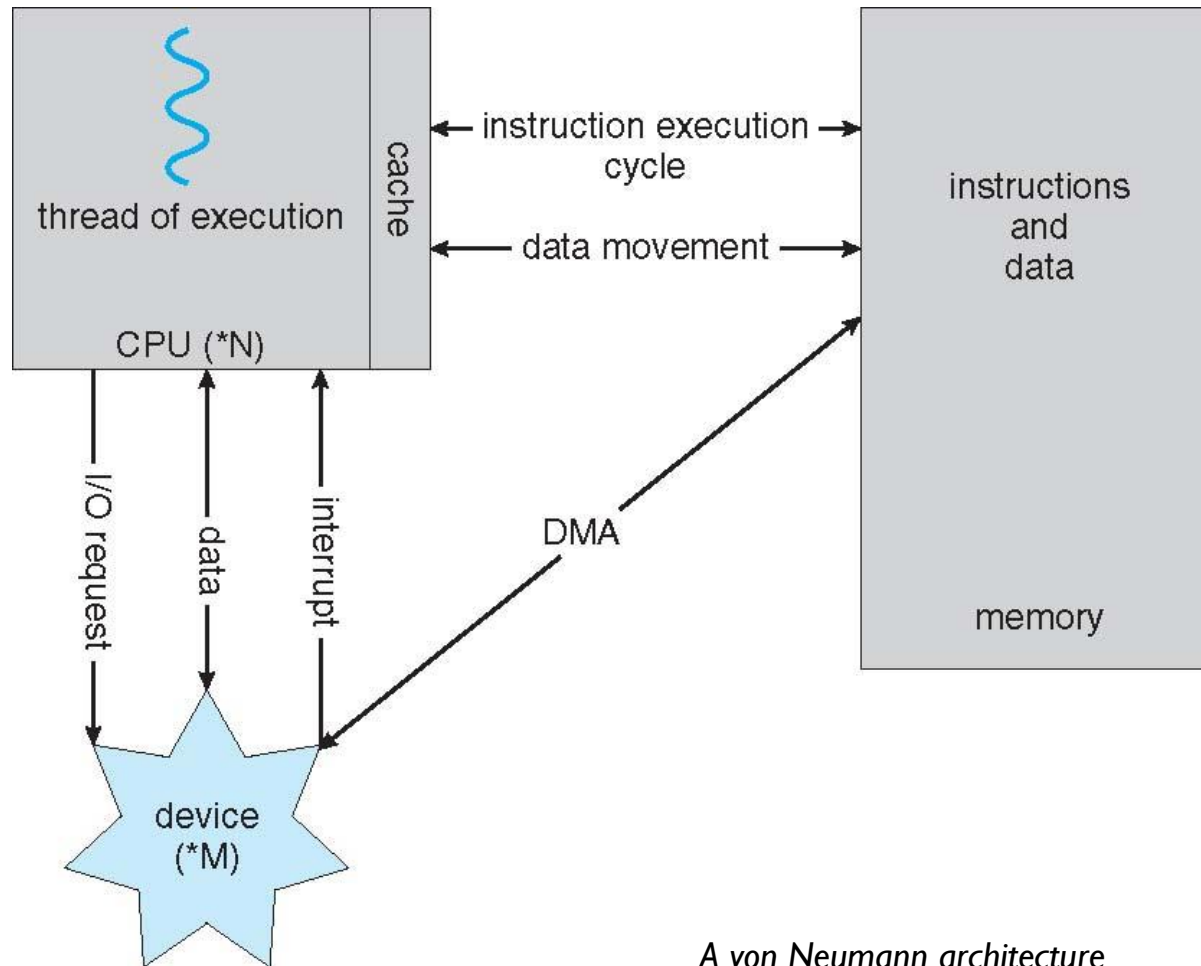 thread of execution
cache
CPU (*N)
instruction execution
cycle
data movement
instructions
and
data
memory
I/O request
data
interrupt
DMA
device
(*M)
A von Neumann architecture